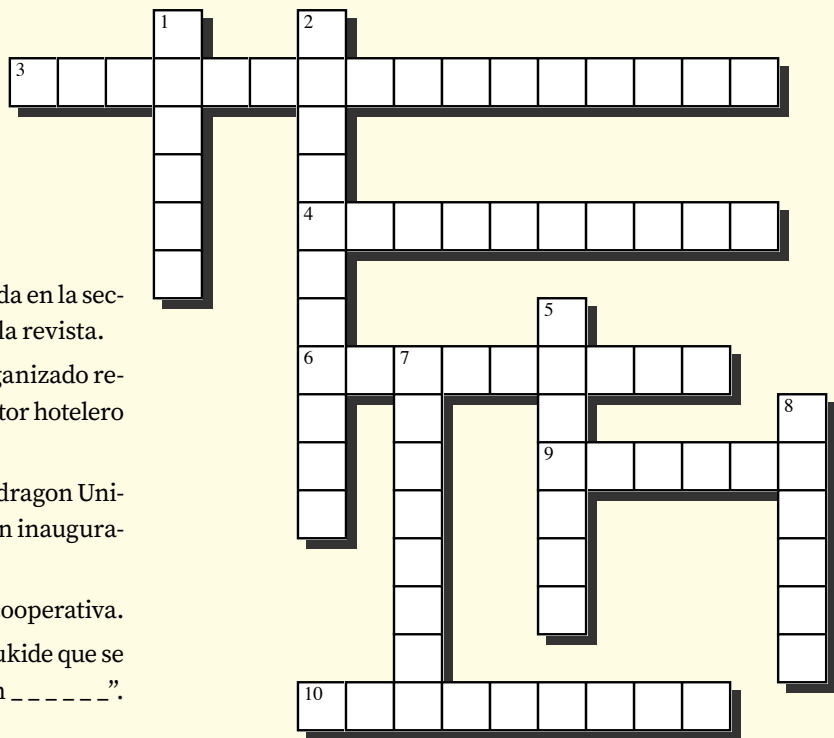 1
2
3
4
da en la sec-
la revista.
5
ganizado re-
6
7
tor hotelero
8
9
dragon Uni-
n inaugura-
cooperativa.
ukide que se
n _ _ _ _ _ _”.
10